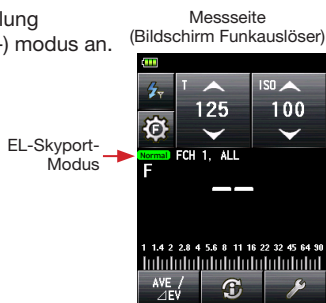 lung
-) modus an.
Messseite
(Bildschirm Funkauslöser)
T
ISO
125
100
EL-Skyport-
Modus
Normal FCH 1, ALL
F
1 1.4 2 2.8 4 5.6 8 11 16 22 32 45 64 90
AVE /
⊿EV